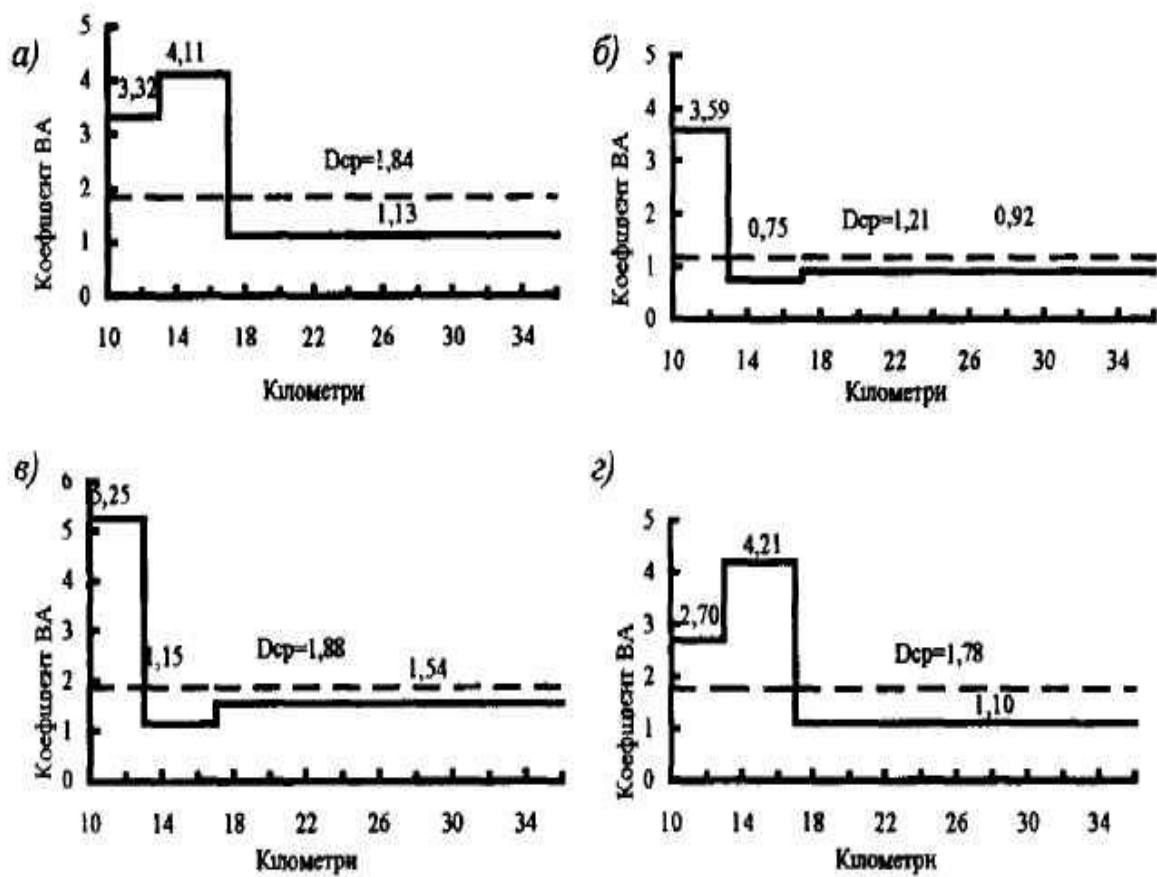 а)
Коефшиент ВА
5
4
3
2
1
0
3,32
4,11
Dср=1,84
1,13
10 14 18 22 26 30 34
Кілометри
б)
Коефшиент ВА
5
4
3
2
1
0
3,59
0,75
Dср=1,21
0,92
10 14 18 22 26 30 34
Кілометри
в)
Коефшиент ВА
6
5
4
3
2
1
0
5,25
1,15
Dср=1,88
1,54
10 14 18 22 26 30 34
Кілометри
г)
Коефшиент ВА
5
4
3
2
1
0
2,70
4,21
Dср=1,78
1,10
10 14 18 22 26 30 34
Кілометри